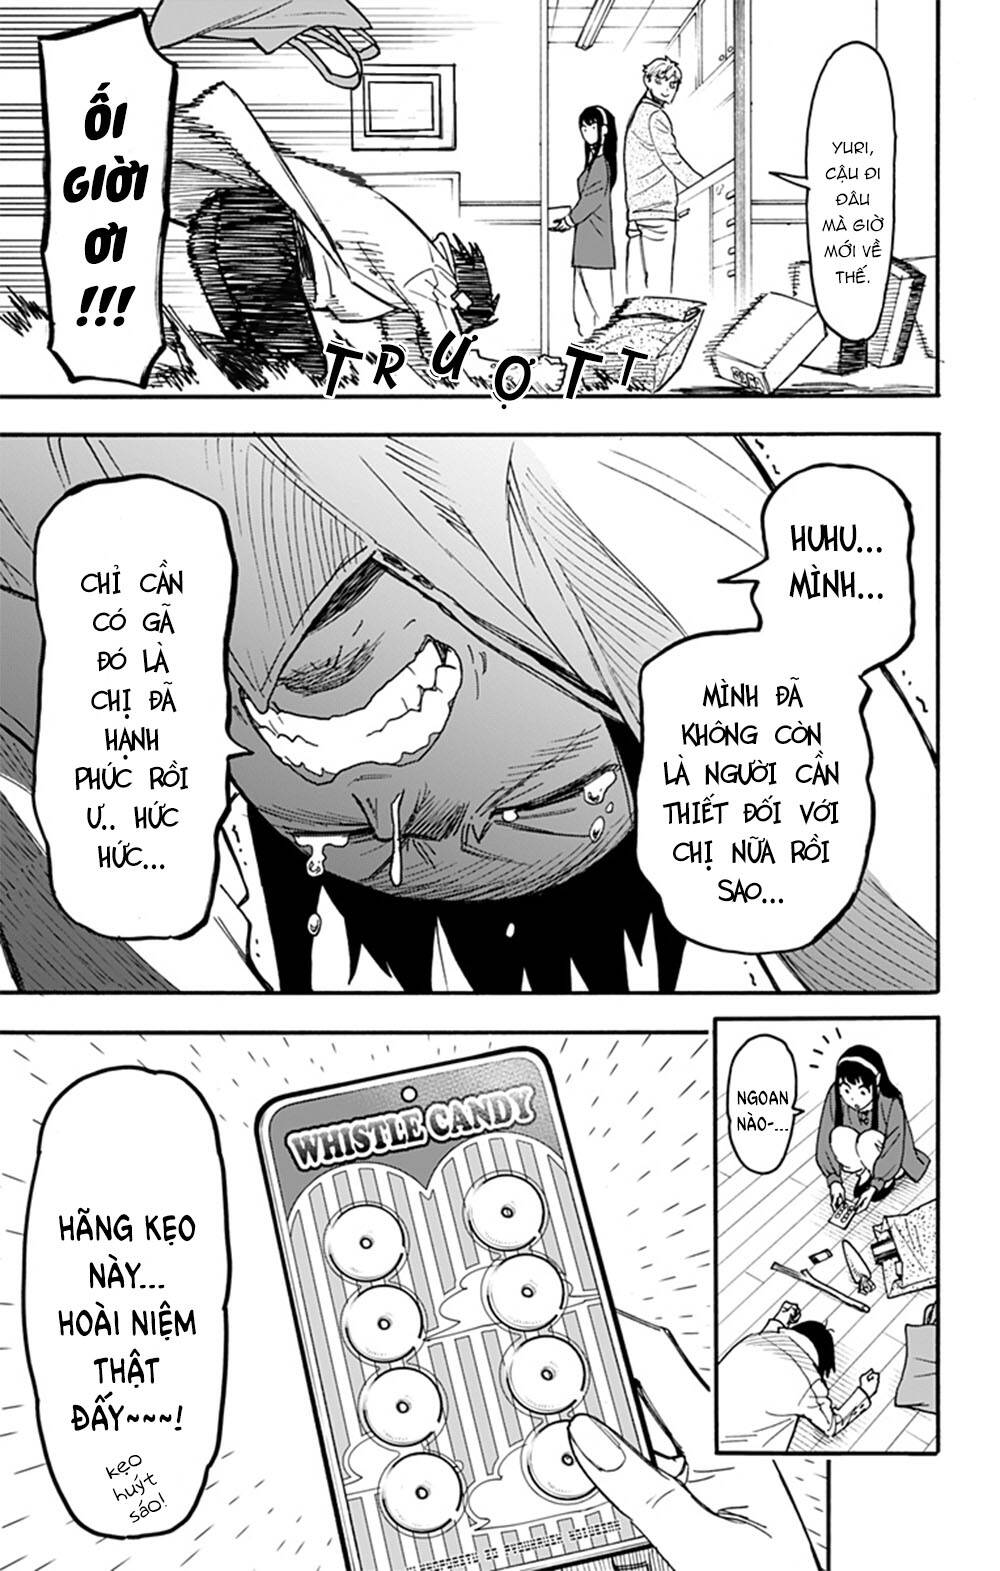 YURI,
CẬU ĐI
ĐÂU
MÀ GIỜ
MỚI VỀ
THẾ.
ỐI
GIỜI
ƠI
!!!
TRƯỢTT
HUHU...
MÌNH...
MÌNH ĐÃ
KHÔNG CÒN
LÀ NGƯỜI CẦN
THIẾT ĐỐI VỚI
CHỊ NỮA RỒI
SAO...
CHỈ CẦN
CÓ GÃ
ĐÓ LÀ
CHỊ ĐÃ
HẠNH
PHÚC RỒI
Ư.. HỨC
HỨC...
NGOAN
NÀO-...
WHISTLE CANDY
HÃNG KẸO
NÀY...
HOÀI NIỆM
THẬT
ĐẤY~~~!
kẹo
huýt
sáo!